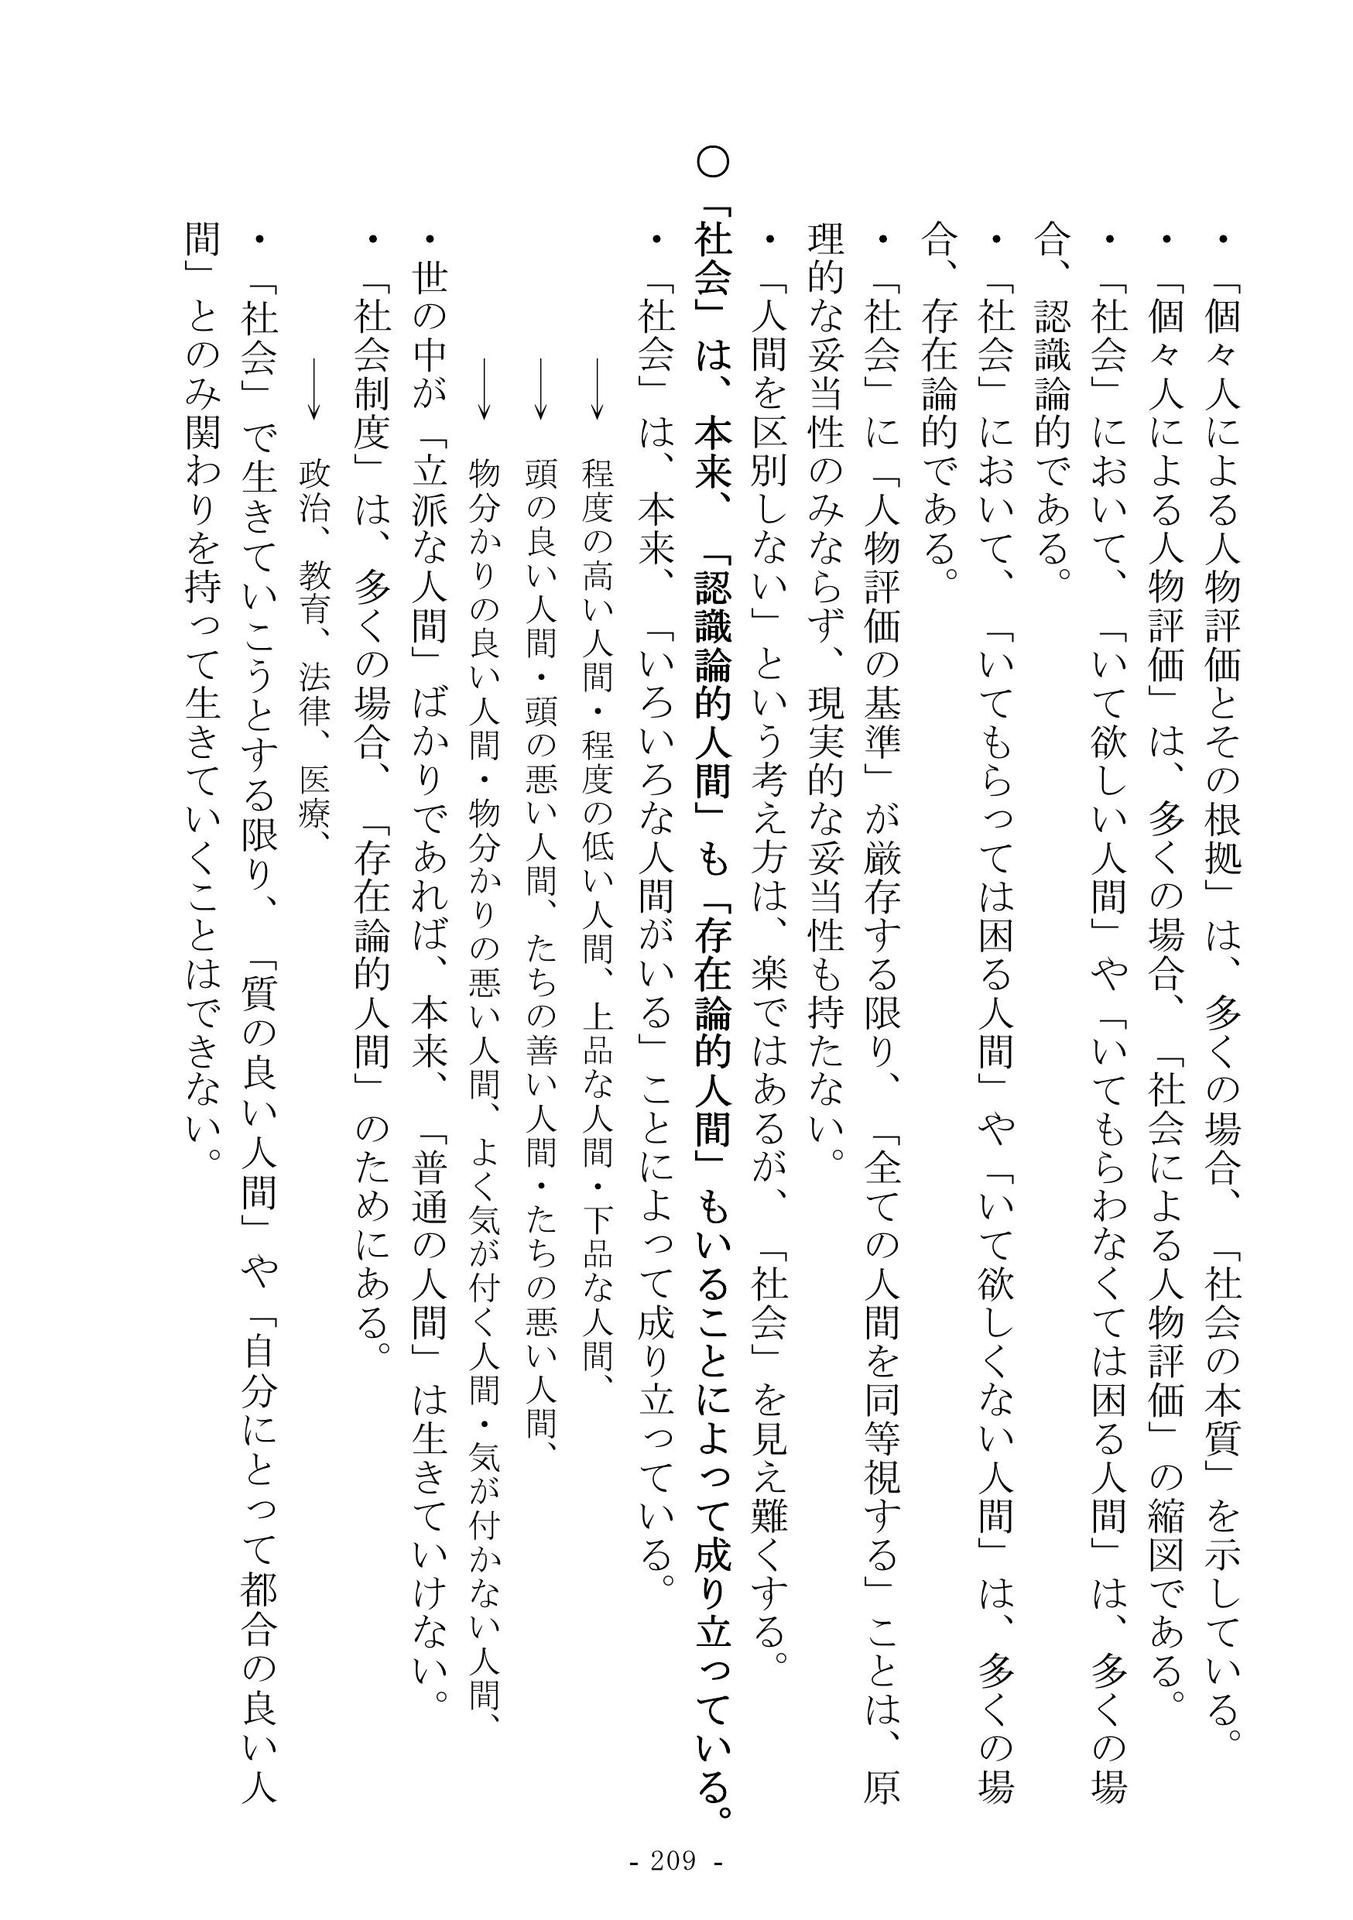 ・「個々人による人物評価とその根拠」は、多くの場合、「社会の本質」を示している。
・「個々人による人物評価」は、多くの場合、「社会による人物評価」の縮図である。
・「社会」において、「いて欲しい人間」や「いてもらわなくては困る人間」は、多くの場
合、認識論的である。
・「社会」において、「いてもらっては困る人間」や「いて欲しくない人間」は、多くの場
合、存在論的である。
・「社会」に「人物評価の基準」が厳存する限り、「全ての人間を同等視する」ことは、原
理的な妥当性のみならず、現実的な妥当性も持たない。
・「人間を区別しない」という考え方は、楽ではあるが、「社会」を見え難くする。
○「社会」は、本来、「認識論的人間」も「存在論的人間」もいることによって成り立っている。
・「社会」は、本来、「いろいろな人間がいる」ことによって成り立っている。
→ 程度の高い人間・程度の低い人間、上品な人間・下品な人間、
→ 頭の良い人間・頭の悪い人間、たちの善い人間・たちの悪い人間、
→ 物分かりの良い人間・物分かりの悪い人間、よく気が付く人間・気が付かない人間、
・世の中が「立派な人間」ばかりであれば、本来、「普通の人間」は生きていけない。
・「社会制度」は、多くの場合、「存在論的人間」のためにある。
→ 政治、教育、法律、医療、
・「社会」で生きていこうとする限り、「質の良い人間」や「自分にとって都合の良い人
間」とのみ関わりを持って生きていくことはできない。
- 209 -